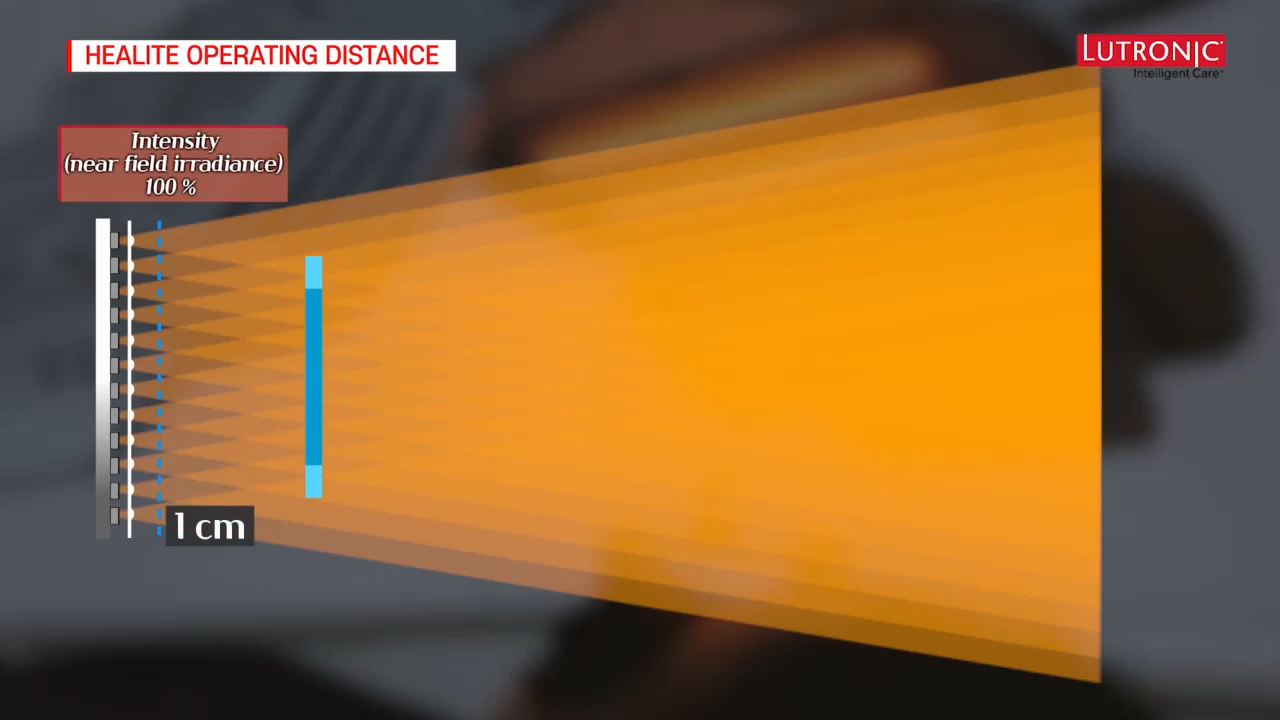 HEALITE OPERATING DISTANCE
LUTRONIC
Intelligent Care
Intensity
(near field irradiance)
100 %
1 cm